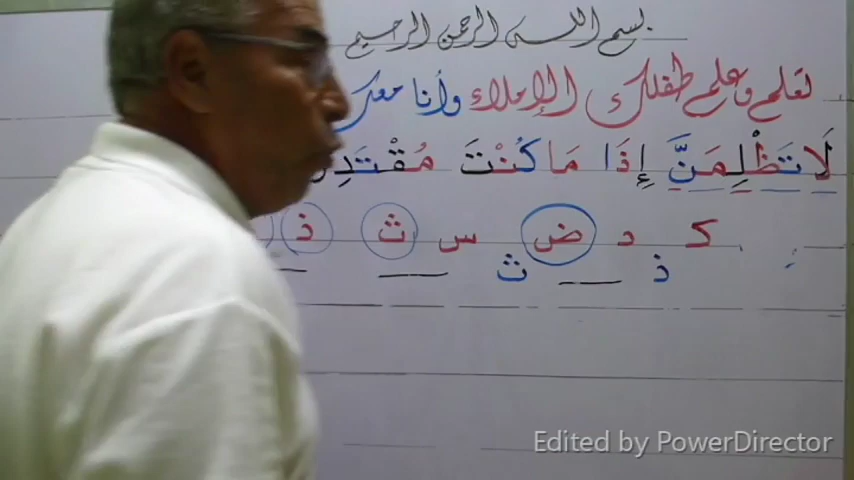 بسم الله الرحمن الرحيم
تعلم وعلم طفلك الإملاء وأنا معك
لَا تَظْلِمَنَّ إِذَا مَا كُنْتَ مُقْتَدِ
ك د ض س ث ذ
ذ ث
Edited by PowerDirector